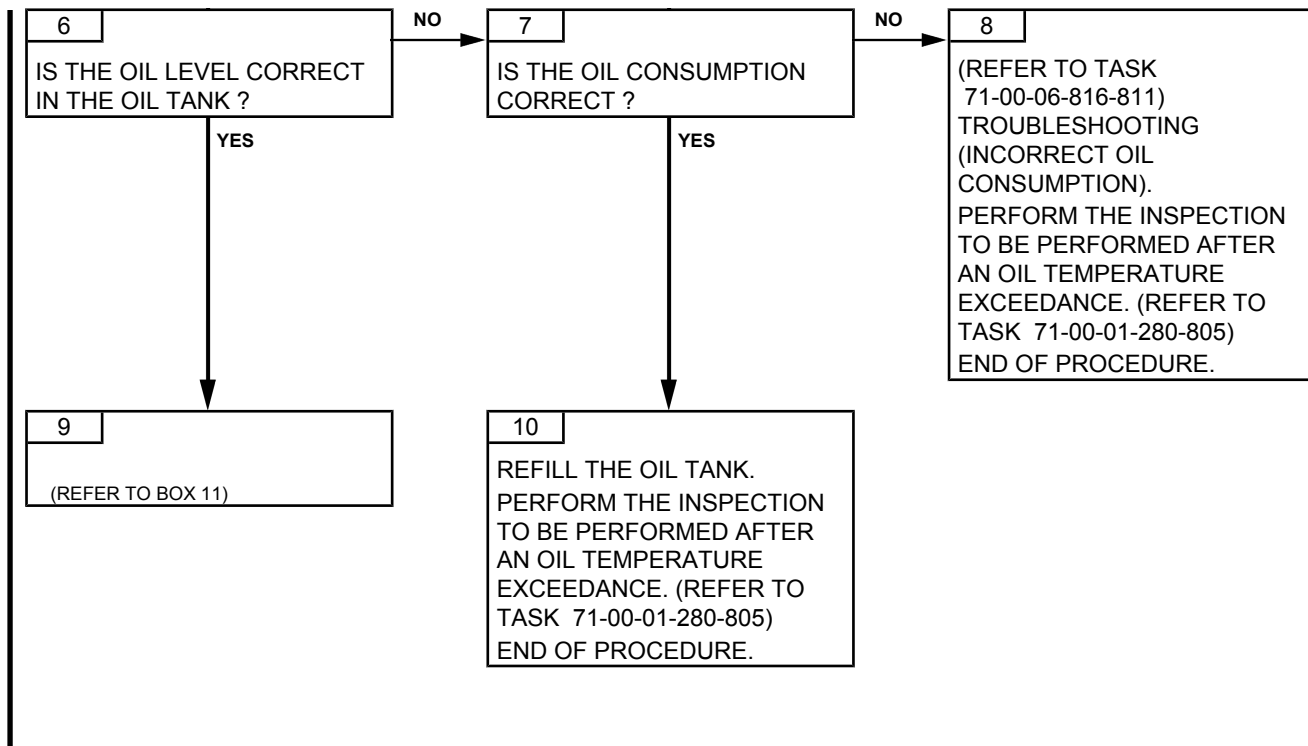 6
IS THE OIL LEVEL CORRECT
IN THE OIL TANK ?
NO
YES
7
IS THE OIL CONSUMPTION
CORRECT ?
NO
YES
8
(REFER TO TASK
71-00-06-816-811)
TROUBLESHOOTING
(INCORRECT OIL
CONSUMPTION).
PERFORM THE INSPECTION
TO BE PERFORMED AFTER
AN OIL TEMPERATURE
EXCEEDANCE. (REFER TO
TASK 71-00-01-280-805)
END OF PROCEDURE.
9
(REFER TO BOX 11)
10
REFILL THE OIL TANK.
PERFORM THE INSPECTION
TO BE PERFORMED AFTER
AN OIL TEMPERATURE
EXCEEDANCE. (REFER TO
TASK 71-00-01-280-805)
END OF PROCEDURE.